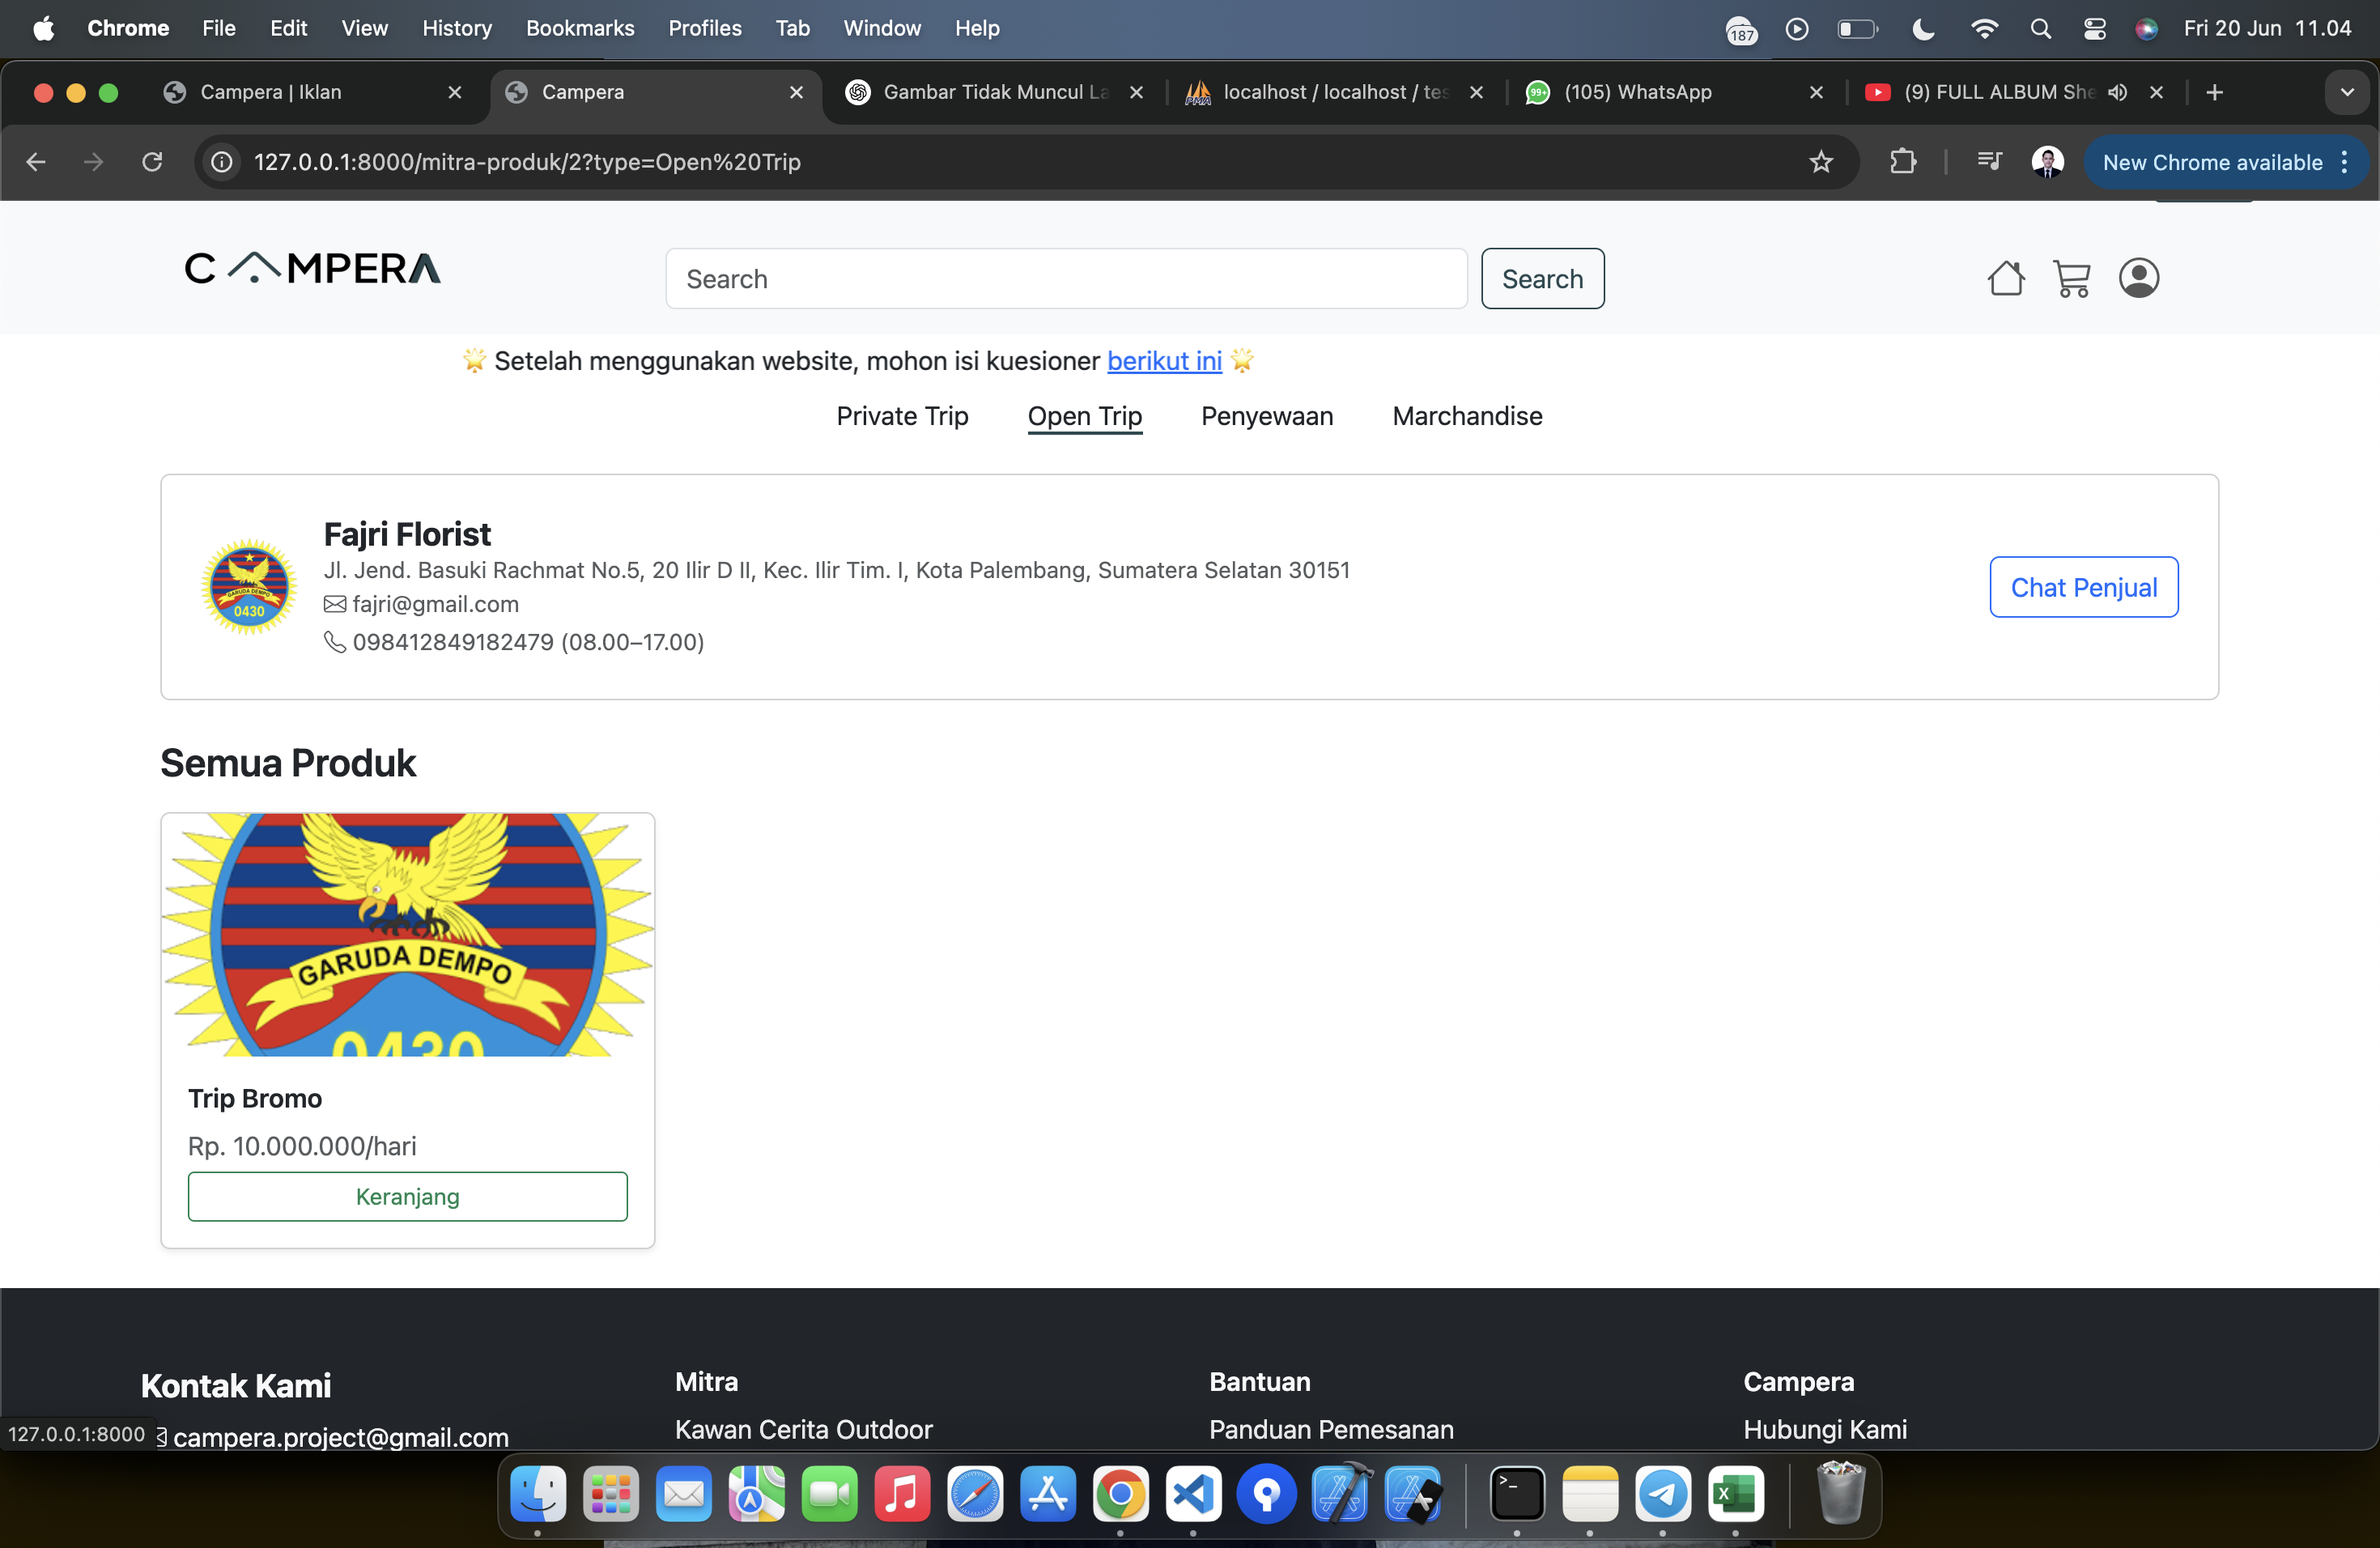 Chrome File Edit View History Bookmarks Profiles Tab Window Help 187 Fri 20 Jun 11.04
Campera | Iklan Campera Gambar Tidak Muncul La localhost / localhost / tes 99+ (105) WhatsApp (9) FULL ALBUM She
127.0.0.1:8000/mitra-produk/2?type=Open%20Trip New Chrome available
CAMPERA Search Search
Setelah menggunakan website, mohon isi kuesioner berikut ini
Private Trip Open Trip Penyewaan Marchandise
Fajri Florist
Jl. Jend. Basuki Rachmat No.5, 20 Ilir D II, Kec. Ilir Tim. I, Kota Palembang, Sumatera Selatan 30151
fajri@gmail.com
098412849182479 (08.00–17.00)
GARUDA DEMPO
0430
Chat Penjual
Semua Produk
GARUDA DEMPO
0430
Trip Bromo
Rp. 10.000.000/hari
Keranjang
Kontak Kami Mitra Bantuan Campera
campera.project@gmail.com Kawan Cerita Outdoor Panduan Pemesanan Hubungi Kami
127.0.0.1:8000